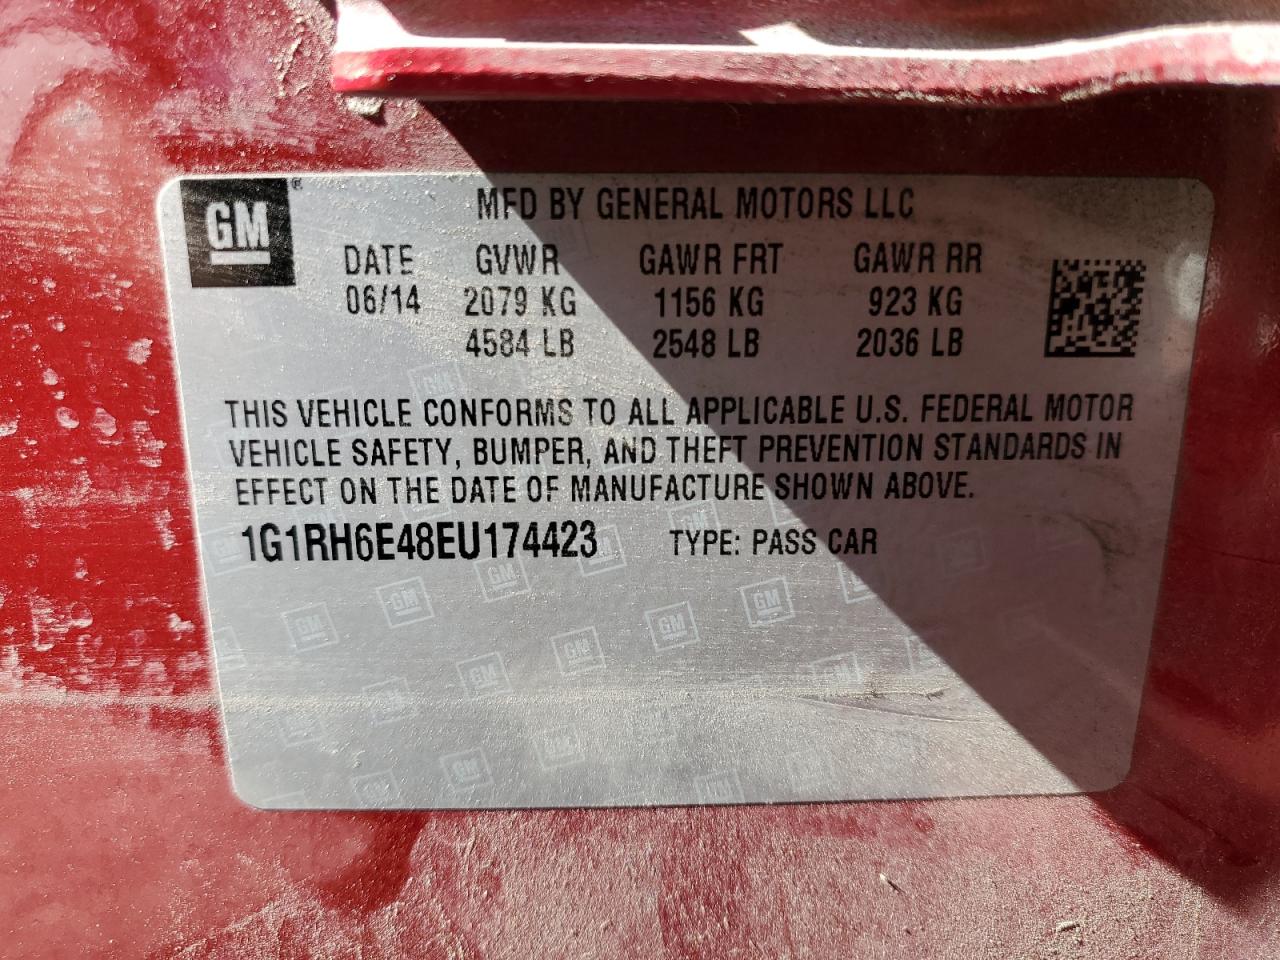 GM® MFD BY GENERAL MOTORS LLC
DATE GVWR GAWR FRT GAWR RR
06/14 2079 KG 1156 KG 923 KG
4584 LB 2548 LB 2036 LB
THIS VEHICLE CONFORMS TO ALL APPLICABLE U.S. FEDERAL MOTOR
VEHICLE SAFETY, BUMPER, AND THEFT PREVENTION STANDARDS IN
EFFECT ON THE DATE OF MANUFACTURE SHOWN ABOVE.
1G1RH6E48EU174423 TYPE: PASS CAR